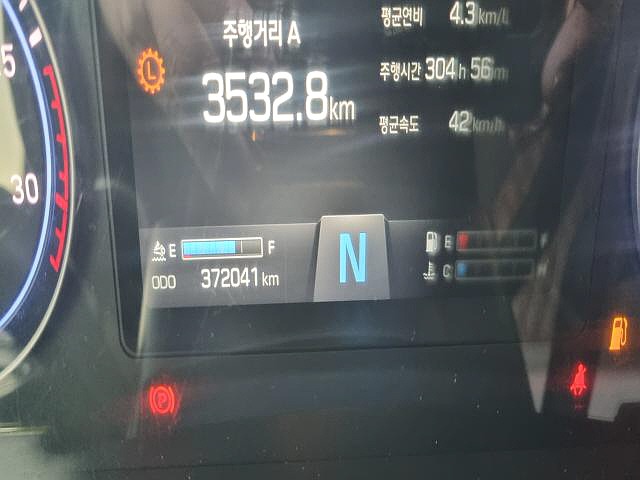 주행거리 A
3532.8km
평균연비 4.3km/L
주행시간 304h 56m
평균속도 42km/h
L
30
E F
ODO 372041 km
N
E F
C H
P